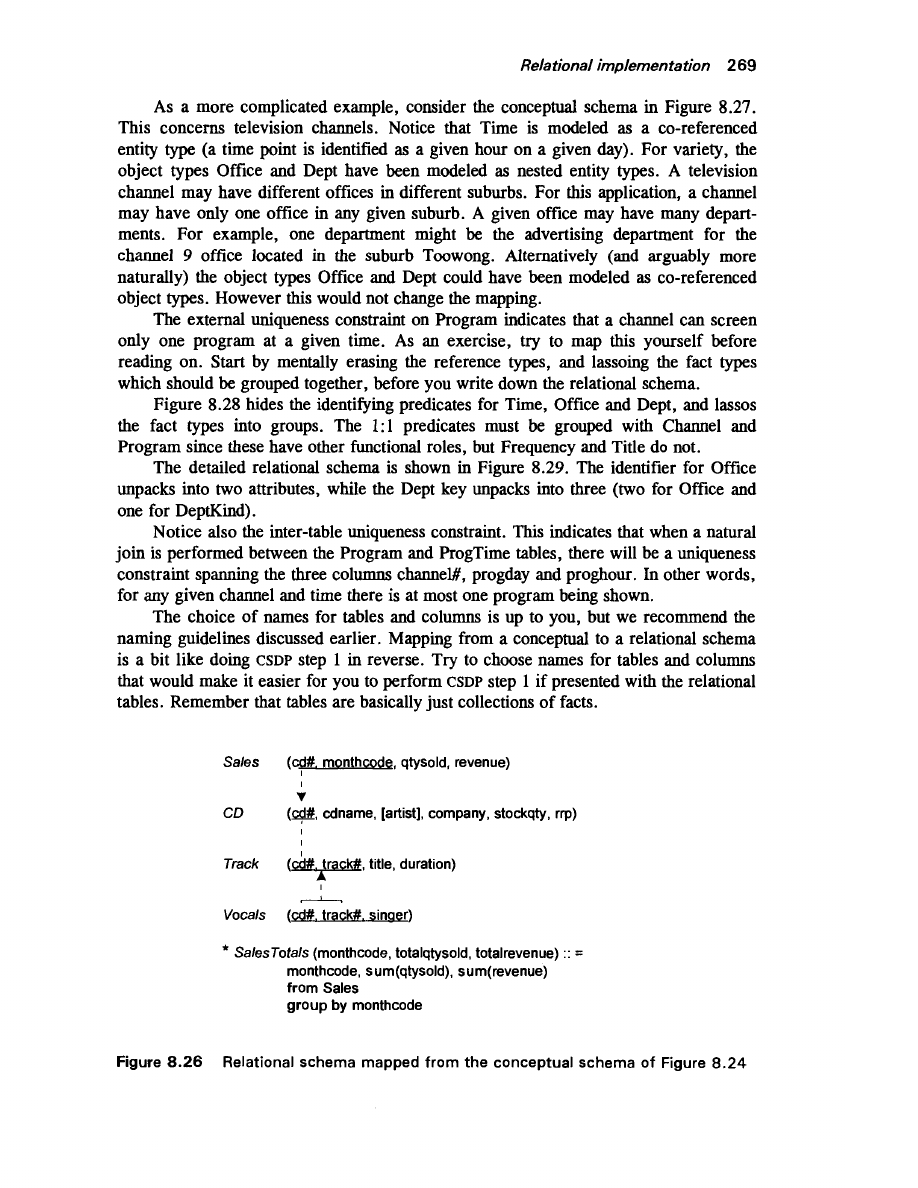 Relational implementation 269
As a more complicated example, consider the conceptual schema in Figure 8.27.
This concerns television channels. Notice that Time is modeled as a co-referenced
entity type (a time point is identified as a given hour on a given day). For variety, the
object types Office and Dept have been modeled as nested entity types. A television
channel may have different offices in different suburbs. For this application, a channel
may have only one office in any given suburb. A given office may have many depart-
ments. For example, one department might be the advertising department for the
channel 9 office located in the suburb Toowong. Alternatively (and arguably more
naturally) the object types Office and Dept could have been modeled as co-referenced
object types. However this would not change the mapping.
The external uniqueness constraint on Program indicates that a channel can screen
only one program at a given time. As an exercise, try to map this yourself before
reading on. Start by mentally erasing the reference types, and lassoing the fact types
which should be grouped together, before you write down the relational schema.
Figure 8.28 hides the identifying predicates for Time, Office and Dept, and lassos
the fact types into groups. The 1:1 predicates must be grouped with Channel and
Program since these have other functional roles, but Frequency and Title do not.
The detailed relational schema is shown in Figure 8.29. The identifier for Office
unpacks into two attributes, while the Dept key unpacks into three (two for Office and
one for DeptKind).
Notice also the inter-table uniqueness constraint. This indicates that when a natural
join is performed between the Program and ProgTime tables, there will be a uniqueness
constraint spanning the three columns channel#, progday and proghour. In other words,
for any given channel and time there is at most one program being shown.
The choice of names for tables and columns is up to you, but we recommend the
naming guidelines discussed earlier. Mapping from a conceptual to a relational schema
is a bit like doing CSDP step 1 in reverse. Try to choose names for tables and columns
that would make it easier for you to perform CSDP step 1 if presented with the relational
tables. Remember that tables are basically just collections of facts.
Sales (cd#, monthcode, qtysold, revenue)
CD (cd#, cdname, [artist], company, stockqty, rrp)
Track (cd#, track#, title, duration)
Vocals (cd#, track#, singer)
* SalesTotals (monthcode, totalqtysold, totalrevenue) :: =
monthcode, sum(qtysold), sum(revenue)
from Sales
group by monthcode
Figure 8.26 Relational schema mapped from the conceptual schema of Figure 8.24